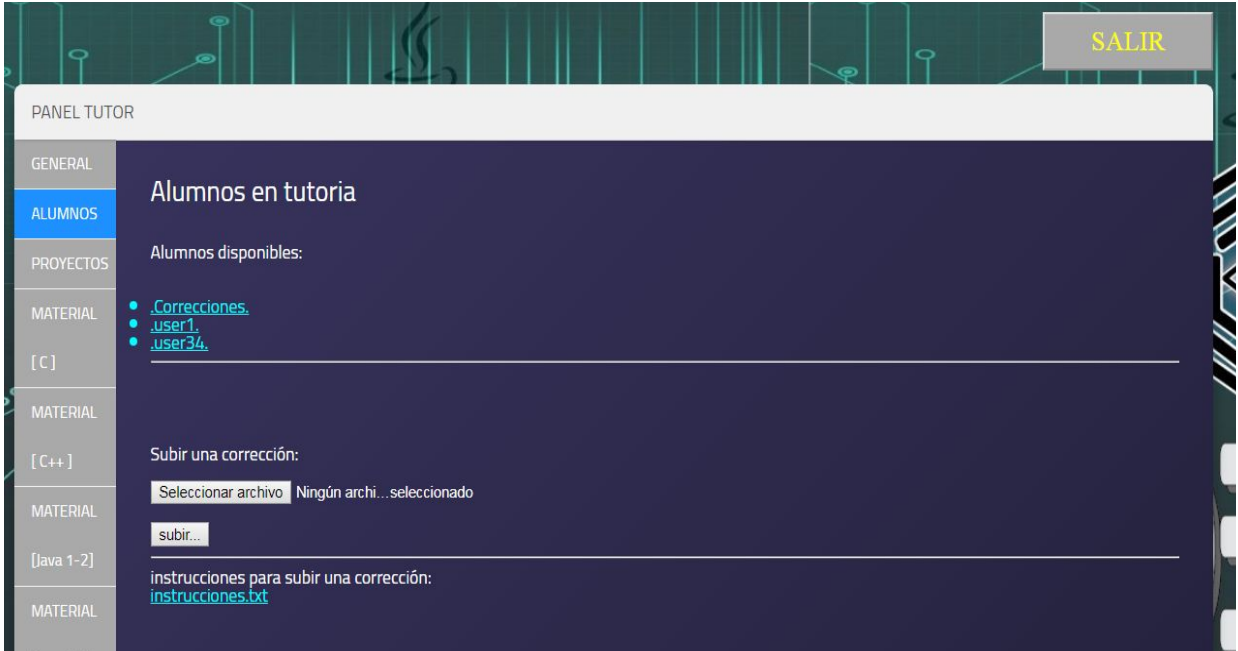 SALIR
PANEL TUTOR
GENERAL
ALUMNOS
PROYECTOS
MATERIAL
[ C ]
MATERIAL
[ C++ ]
MATERIAL
[Java 1-2]
MATERIAL
Alumnos en tutoria
Alumnos disponibles:
.Correcciones.
.user1.
.user34.
Subir una corrección:
Seleccionar archivo Ningún archi...seleccionado
subir...
instrucciones para subir una corrección:
instrucciones.txt